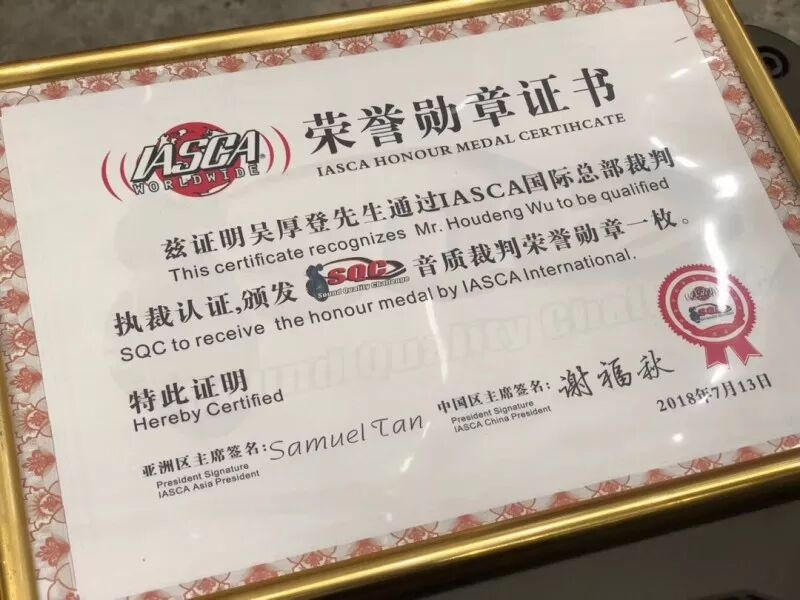 IASCA
WORLDWIDE
荣誉勋章证书
IASCA HONOUR MEDAL CERTIHCATE
兹证明吴厚登先生通过IASCA国际总部裁判
This certificate recognizes Mr. Houdeng Wu to be qualified
执裁认证,颁发 SQC Sound Quality Challenge 音质裁判荣誉勋章一枚。
SQC to receive the honour medal by IASCA International.
特此证明
Hereby Certified
亚洲区主席签名: Samuel Tan
President Signature
IASCA Asia President
中国区主席签名: 谢福秋
President Signature
IASCA China President
2018年7月13日